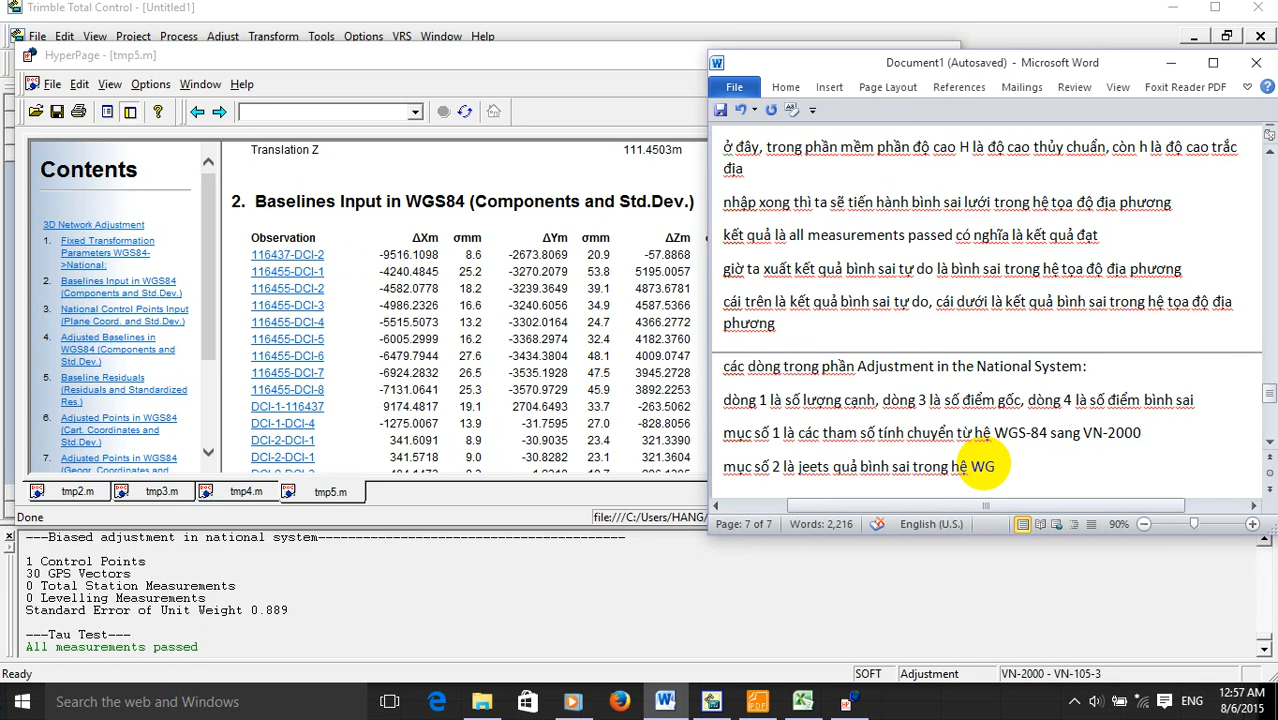 Trimble Total Control - [Untitled1]
File Edit View Project Process Adjust Transform Tools Options VRS Window Help
HyperPage - [tmp5.m]
File Edit View Options Window Help
Contents
3D Network Adjustment
1. Fixed Transformation
Parameters WGS84-
>National:
2. Baselines Input in WGS84
(Components and Std.Dev.)
3. National Control Points Input
(Plane Coord. and Std.Dev.)
4. Adjusted Baselines in
WGS84 (Components and
Std.Dev.)
5. Baseline Residuals
(Residuals and Standardized
Res.)
6. Adjusted Points in WGS84
(Cart. Coordinates and
Std.Dev.)
7. Adjusted Points in WGS84
(Geogr. Coordinates and
Translation Z 111.4503m
2. Baselines Input in WGS84 (Components and Std.Dev.)
Observation ΔXm σmm ΔYm σmm ΔZm
116437-DCI-2 -9516.1098 8.6 -2673.8069 20.9 -57.8868
116455-DCI-1 -4240.4845 25.2 -3270.2079 53.8 5195.0057
116455-DCI-2 -4582.0778 18.2 -3239.3649 39.1 4873.6781
116455-DCI-3 -4986.2328 16.6 -3240.6055 34.9 4587.5366
116455-DCI-4 -5515.5073 13.2 -3302.0164 24.7 4366.2772
116455-DCI-5 -6005.2999 16.2 -3368.2974 32.4 4182.3760
116455-DCI-6 -6479.7944 27.6 -3434.3804 48.1 4009.0747
116455-DCI-7 -6924.2832 26.5 -3535.1928 47.5 3945.2728
116455-DCI-8 -7131.0641 25.3 -3570.9729 45.9 3892.2253
DCI-1-116437 9174.4817 19.1 2704.6493 33.7 -263.5062
DCI-1-DCI-4 -1275.0067 13.9 -31.7595 27.0 -828.8056
DCI-2-DCI-1 341.6091 8.9 -30.9035 23.4 321.3390
DCI-2-DCI-1 341.5718 9.0 -30.8282 23.4 321.3604
tmp2.m tmp3.m tmp4.m tmp5.m
Done file:///C:/Users/HANG/
Document1 (Autosaved) - Microsoft Word
File Home Insert Page Layout References Mailings Review View Foxit Reader PDF
ở đây, trong phần mềm phần độ cao H là độ cao thủy chuẩn, còn h là độ cao trắc
địa
nhập xong thì ta sẽ tiến hành bình sai lưới trong hệ tọa độ địa phương
kết quả là all measurements passed có nghĩa là kết quả đạt
giờ ta xuất kết quả bình sai tự do là bình sai trong hệ tọa độ địa phương
cái trên là kết quả bình sai tự do, cái dưới là kết quả bình sai trong hệ tọa độ địa
phương
các dòng trong phần Adjustment in the National System:
dòng 1 là số lượng cạnh, dòng 3 là số điểm gốc, dòng 4 là số điểm bình sai
mục số 1 là các tham số tính chuyển từ hệ WGS-84 sang VN-2000
mục số 2 là jeets quả bình sai trong hệ WG
Page: 7 of 7 Words: 2,216 English (U.S.) 90%
---Biased adjustment in national system-----------------------------------
1 Control Points
30 GPS Vectors
0 Total Station Measurements
0 Levelling Measurements
Standard Error of Unit Weight 0.889
---Tau Test---
All measurements passed
Ready SOFT Adjustment VN-2000 - VN-105-3
Search the web and Windows
ENG
12:57 AM
8/6/2015